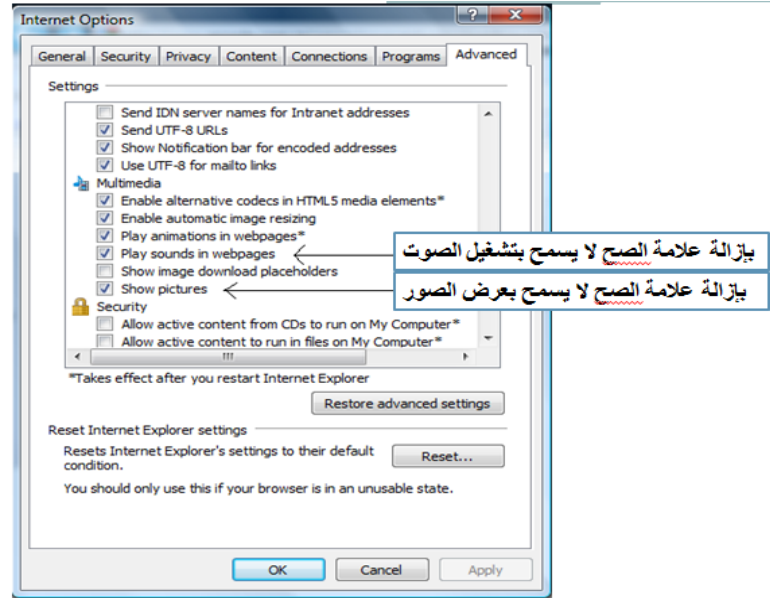 Internet Options
General Security Privacy Content Connections Programs Advanced
Settings
Send IDN server names for Intranet addresses
Send UTF-8 URLs
Show Notification bar for encoded addresses
Use UTF-8 for mailto links
Multimedia
Enable alternative codecs in HTML5 media elements*
Enable automatic image resizing
Play animations in webpages*
Play sounds in webpages
بإزالة علامة الصح لا يسمح بتشغيل الصوت
Show image download placeholders
Show pictures
بإزالة علامة الصح لا يسمح بعرض الصور
Security
Allow active content from CDs to run on My Computer*
Allow active content to run in files on My Computer*
*Takes effect after you restart Internet Explorer
Restore advanced settings
Reset Internet Explorer settings
Resets Internet Explorer's settings to their default
condition.
Reset...
You should only use this if your browser is in an unusable state.
OK Cancel Apply